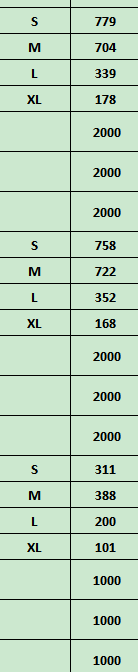 S 779
M 704
L 339
XL 178
2000
2000
2000
S 758
M 722
L 352
XL 168
2000
2000
2000
S 311
M 388
L 200
XL 101
1000
1000
1000